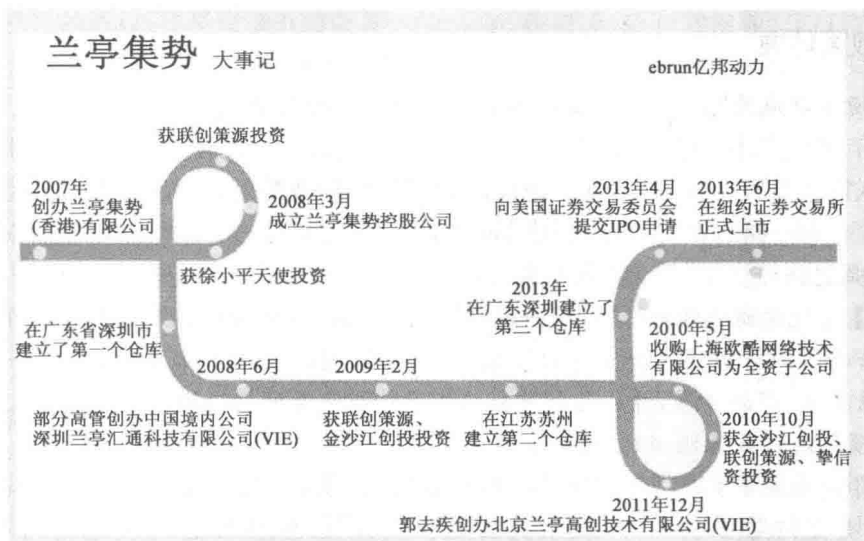 兰亭集势 大事记
ebrun亿邦动力
获联创策源投资
2007年
创办兰亭集势
(香港)有限公司
2008年3月
成立兰亭集势控股公司
获徐小平天使投资
在广东省深圳市
建立了第一个仓库
2008年6月
部分高管创办中国境内公司
深圳兰亭汇通科技有限公司(VIE)
2009年2月
获联创策源、
金沙江创投投资
在江苏苏州
建立第二个仓库
2010年5月
收购上海欧酷网络技术
有限公司为全资子公司
2010年10月
获金沙江创投、
联创策源、挚信
资投资
2011年12月
郭去疾创办北京兰亭高创技术有限公司(VIE)
2013年
在广东深圳建立了
第三个仓库
2013年4月
向美国证券交易委员会
提交IPO申请
2013年6月
在纽约证券交易所
正式上市